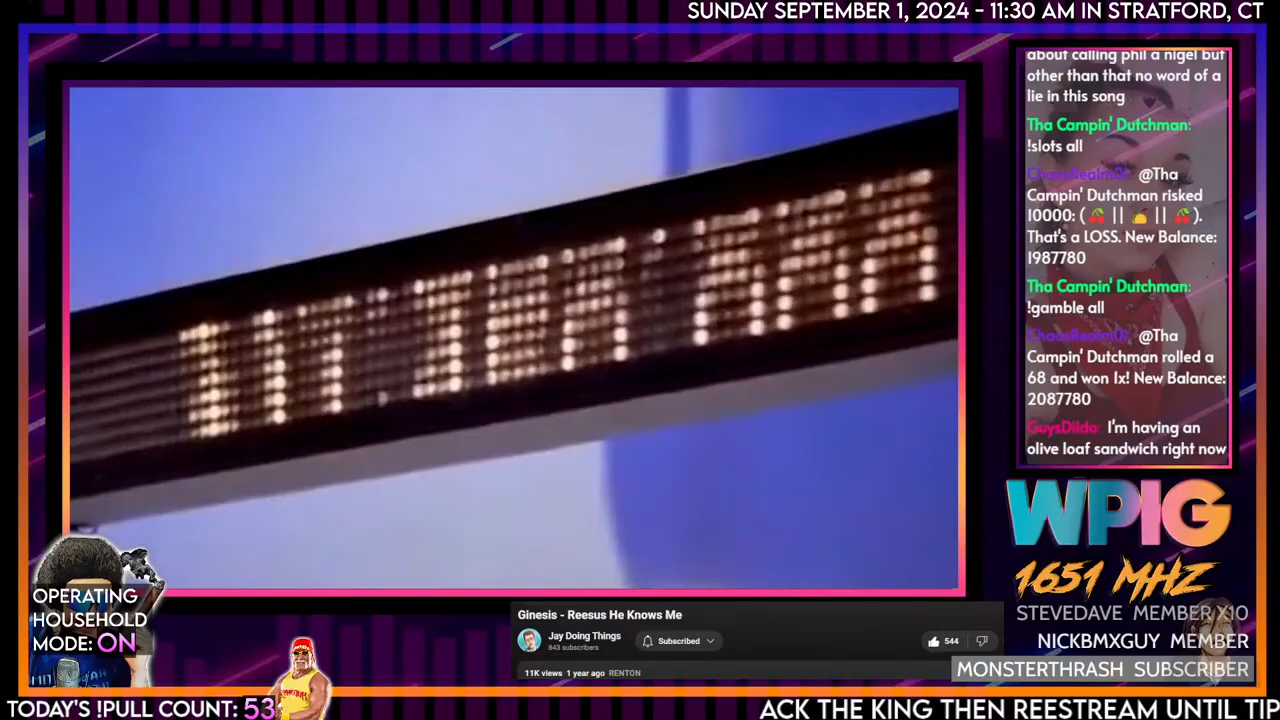 SUNDAY SEPTEMBER 1, 2024 - 11:30 AM IN STRATFORD, CT
about calling phil a nigel but
other than that no word of a
lie in this song
Tha Campin' Dutchman:
!slots all
@Tha
Campin' Dutchman risked
10000: (🍒 || 🍋 || 🍒).
That's a LOSS. New Balance:
1987780
Tha Campin' Dutchman:
!gamble all
@Tha
Campin' Dutchman rolled a
68 and won 1x! New Balance:
2087780
GuysDildo: I'm having an
olive loaf sandwich right now
WPIG
1651 MHZ
STEVEDAVE MEMBER X10
NICKBMXGUY MEMBER
MONSTERTHRASH SUBSCRIBER
OPERATING
HOUSEHOLD
MODE: ON
Ginesis - Reesus He Knows Me
Jay Doing Things
843 subscribers
Subscribed
544
11K views 1 year ago RENTON
TODAY'S !PULL COUNT: 53
ACK THE KING THEN REESTREAM UNTIL TIP